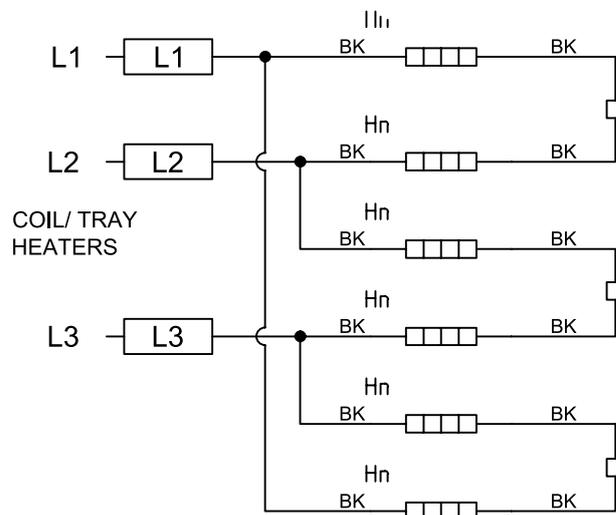 L1 L1 BK BK
Hn
L2 L2 BK BK
COIL/ TRAY
HEATERS
Hn
BK BK
Hn
L3 L3 BK BK
Hn
BK BK
Hn
BK BK